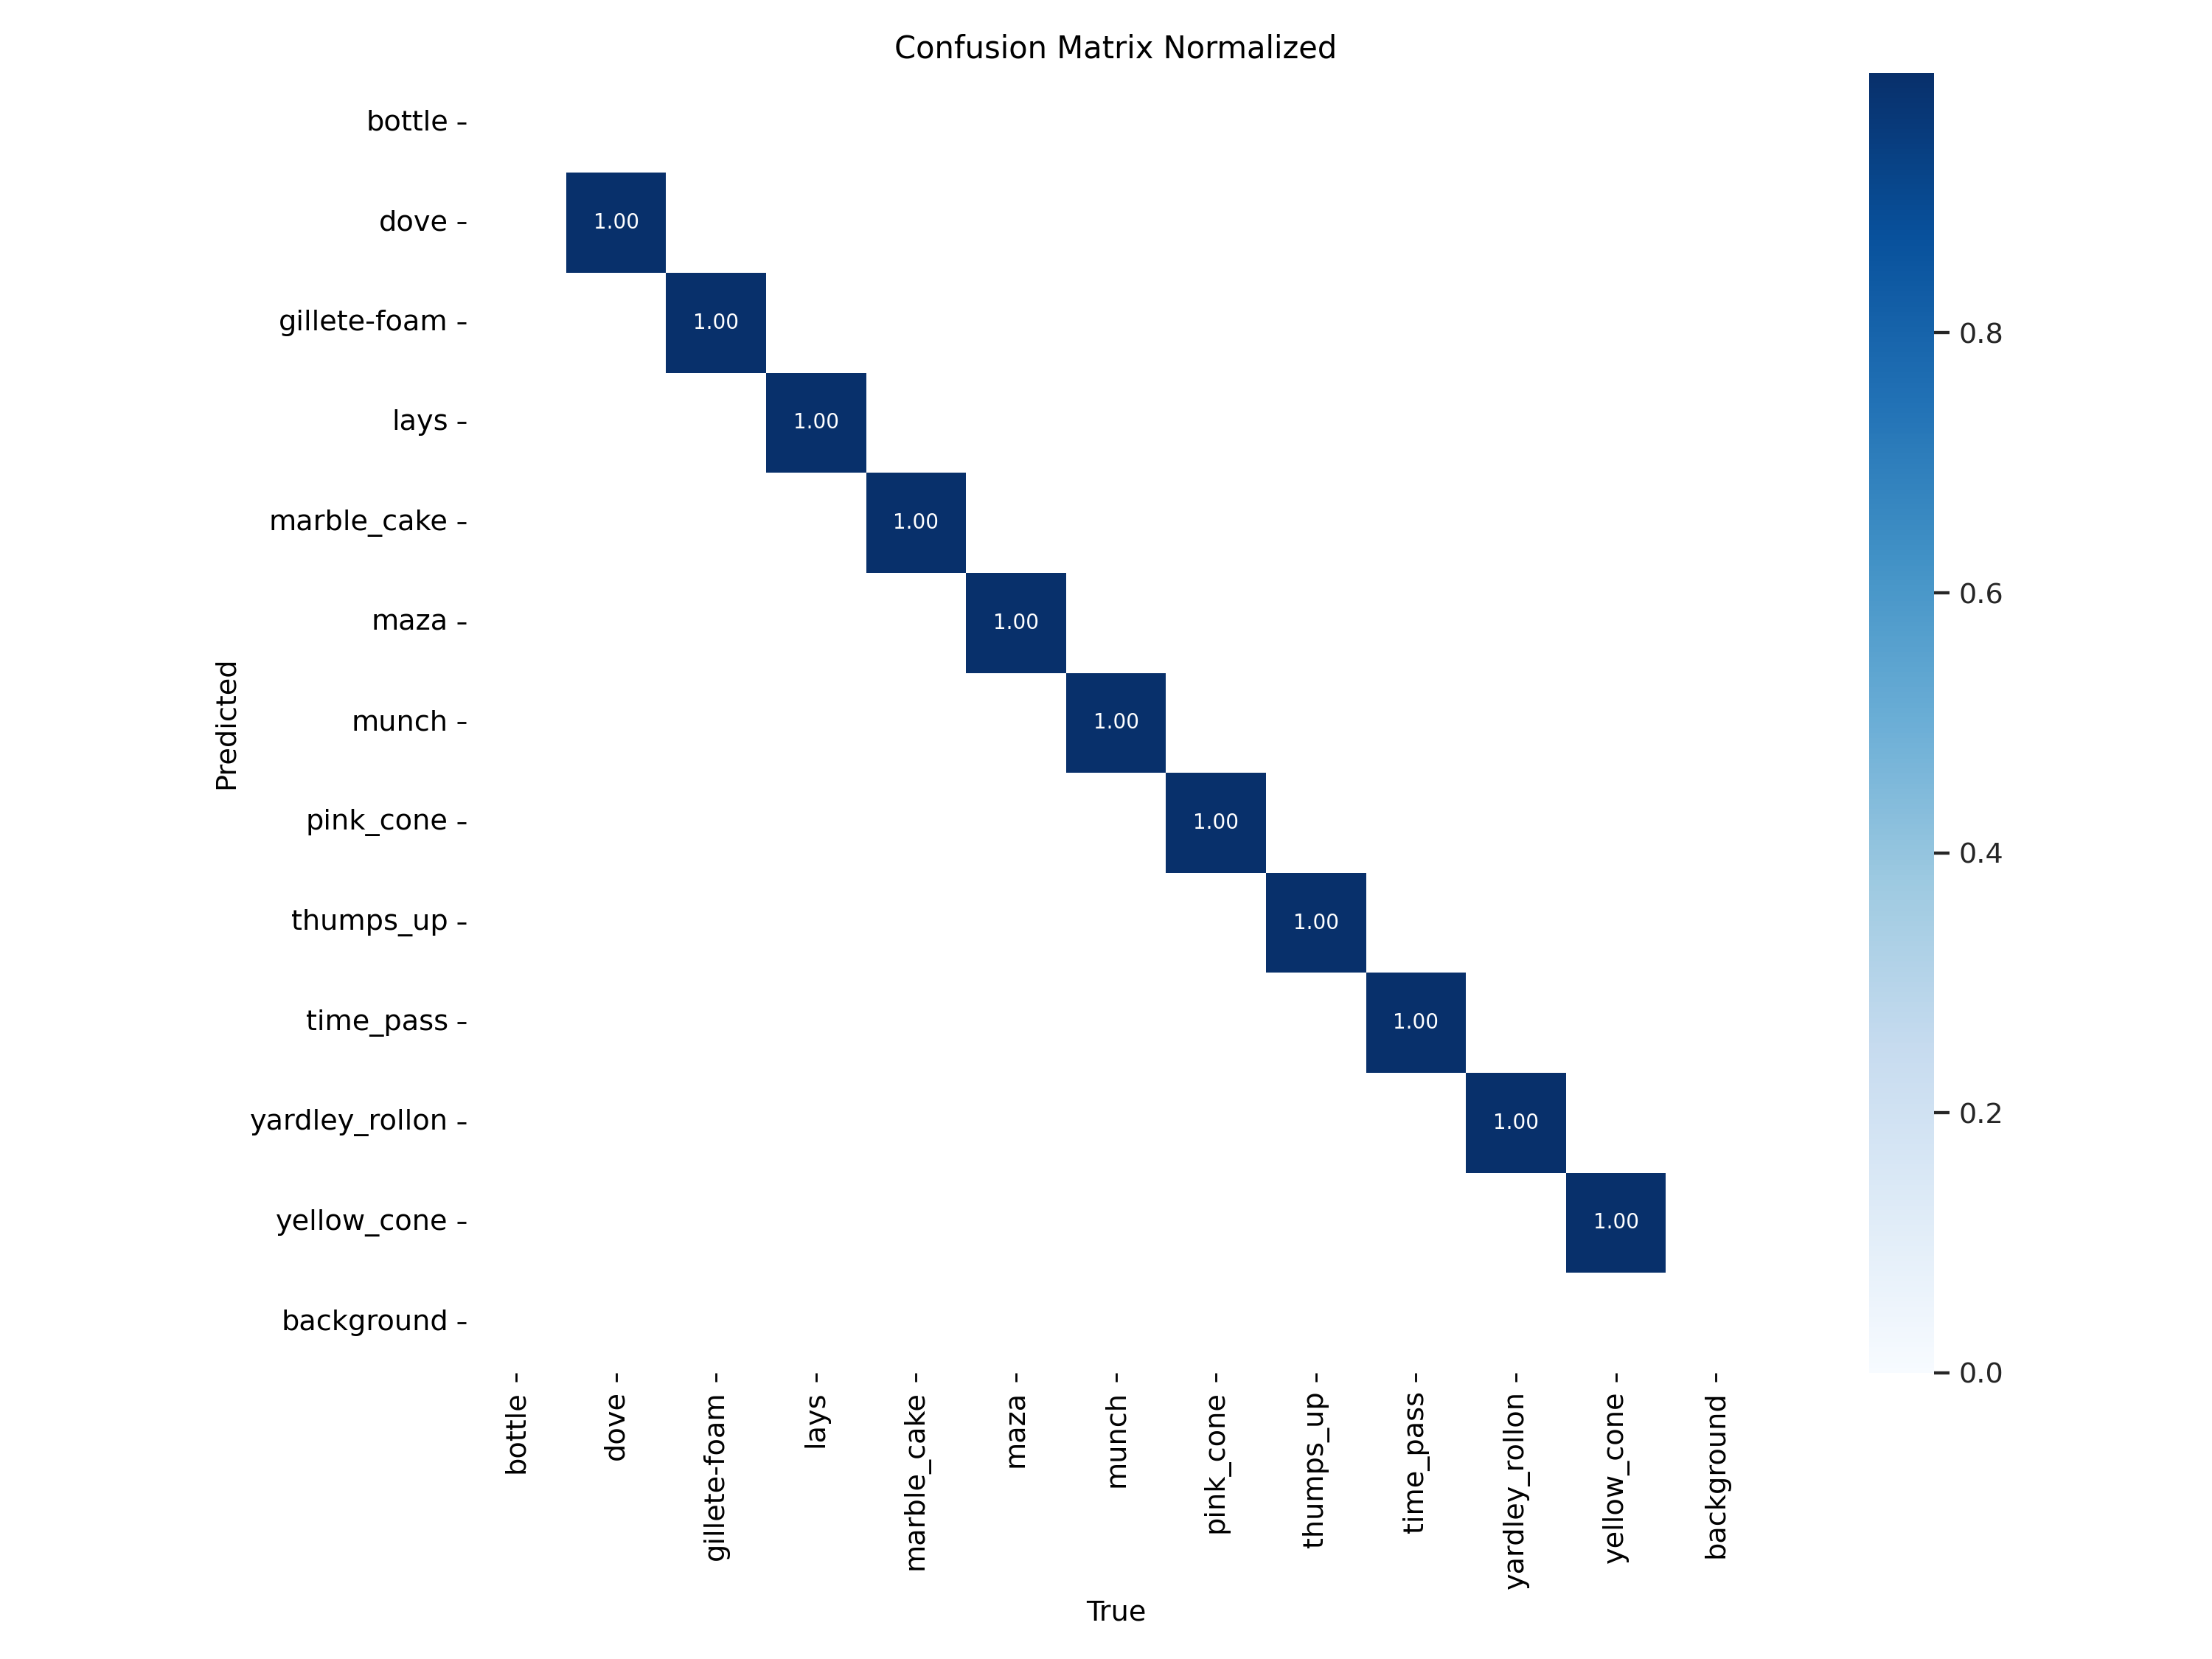 Confusion Matrix Normalized
bottle
dove
gillete-foam
lays
marble_cake
maza
munch
pink_cone
thumps_up
time_pass
yardley_rollon
yellow_cone
background
Predicted
1.00
1.00
1.00
1.00
1.00
1.00
1.00
1.00
1.00
1.00
1.00
0.8
0.6
0.4
0.2
0.0
bottle
dove
gillete-foam
lays
marble_cake
maza
munch
pink_cone
thumps_up
time_pass
yardley_rollon
yellow_cone
background
True